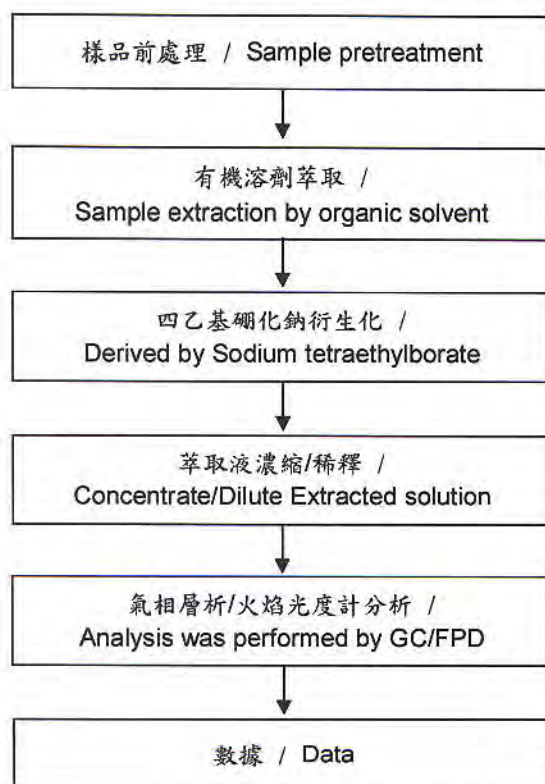 樣品前處理 / Sample pretreatment
有機溶劑萃取 /
Sample extraction by organic solvent
四乙基硼化鈉衍生化 /
Derived by Sodium tetraethylborate
萃取液濃縮/稀釋 /
Concentrate/Dilute Extracted solution
氣相層析/火焰光度計分析 /
Analysis was performed by GC/FPD
數據 / Data